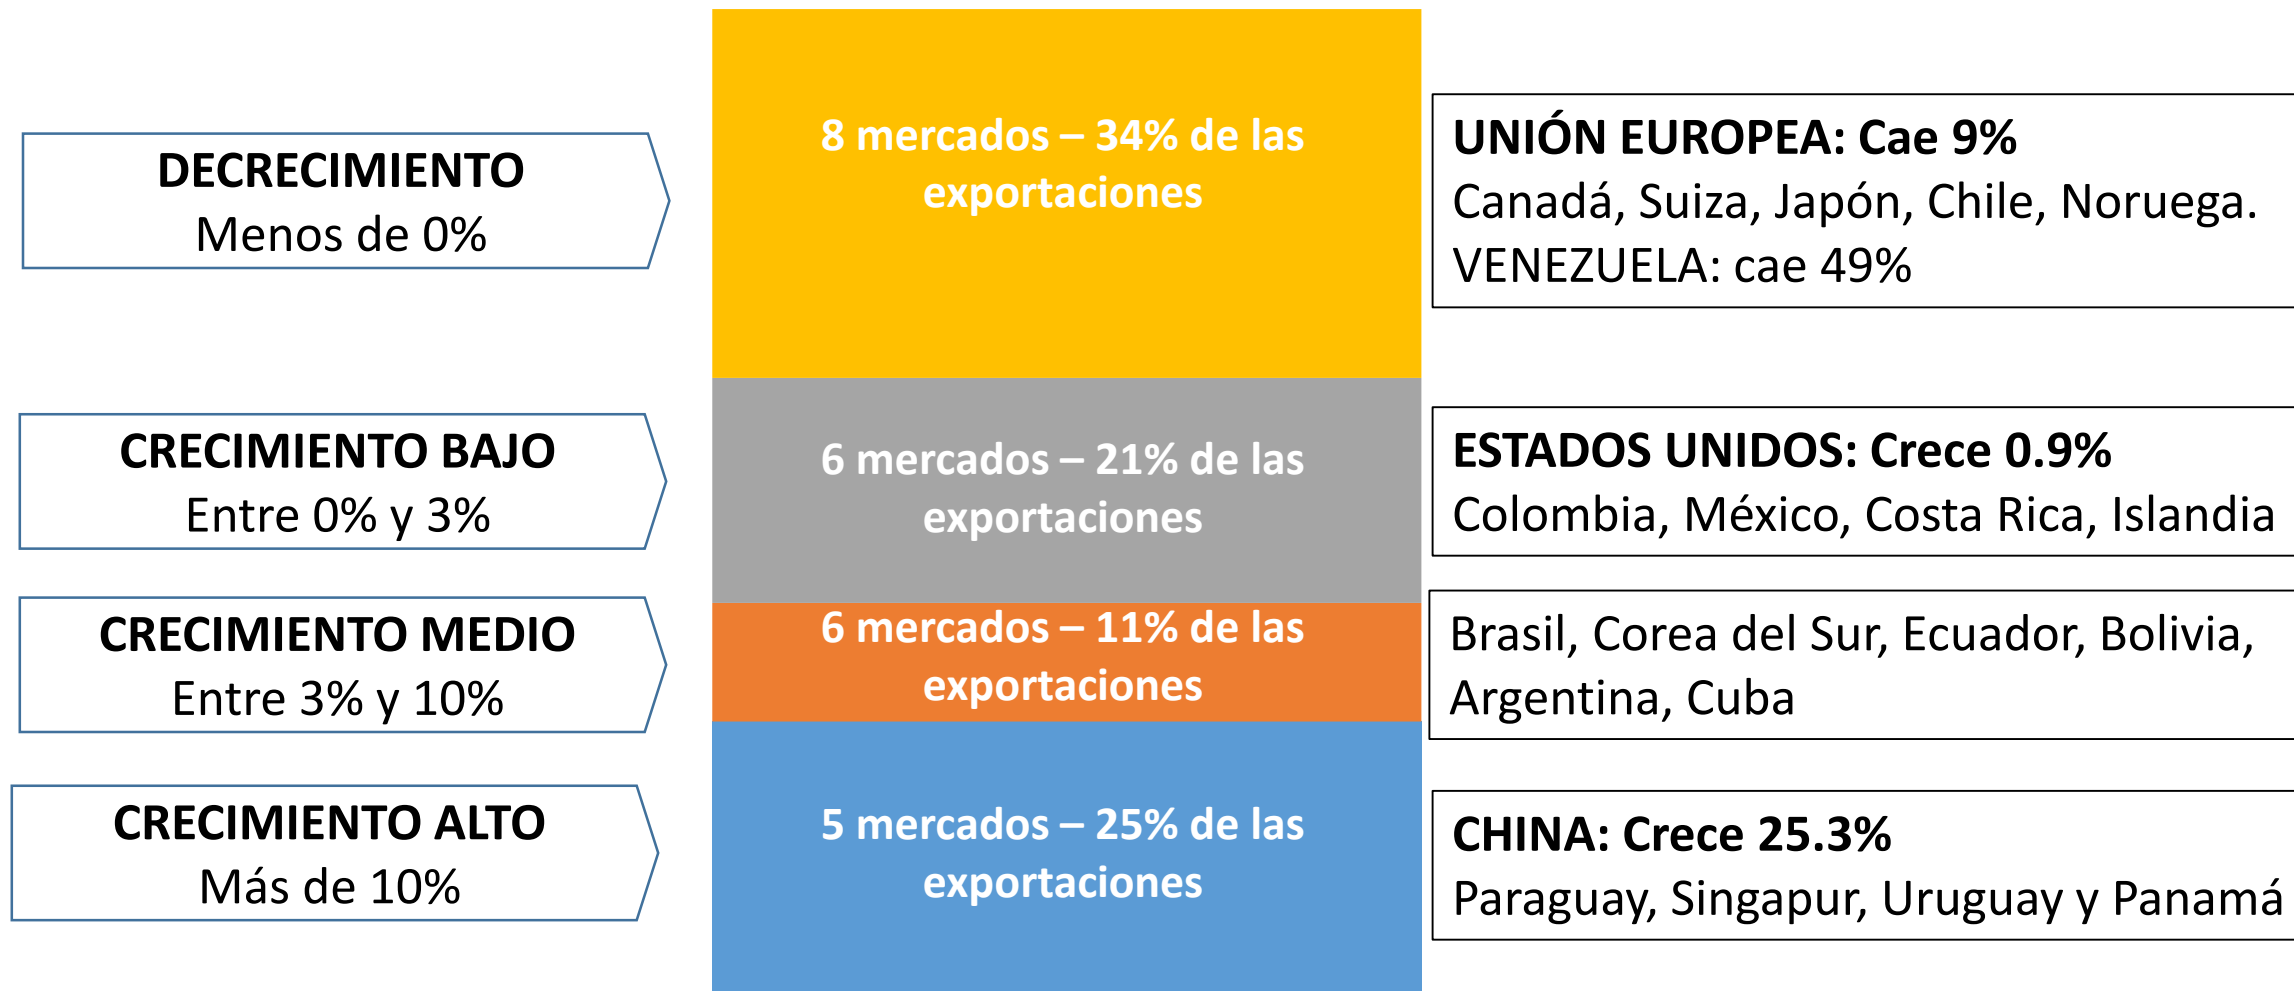 DECRECIMIENTO
Menos de 0%
8 mercados – 34% de las
exportaciones
UNIÓN EUROPEA: Cae 9%
Canadá, Suiza, Japón, Chile, Noruega.
VENEZUELA: cae 49%
CRECIMIENTO BAJO
Entre 0% y 3%
6 mercados – 21% de las
exportaciones
ESTADOS UNIDOS: Crece 0.9%
Colombia, México, Costa Rica, Islandia
CRECIMIENTO MEDIO
Entre 3% y 10%
6 mercados – 11% de las
exportaciones
Brasil, Corea del Sur, Ecuador, Bolivia,
Argentina, Cuba
CRECIMIENTO ALTO
Más de 10%
5 mercados – 25% de las
exportaciones
CHINA: Crece 25.3%
Paraguay, Singapur, Uruguay y Panamá